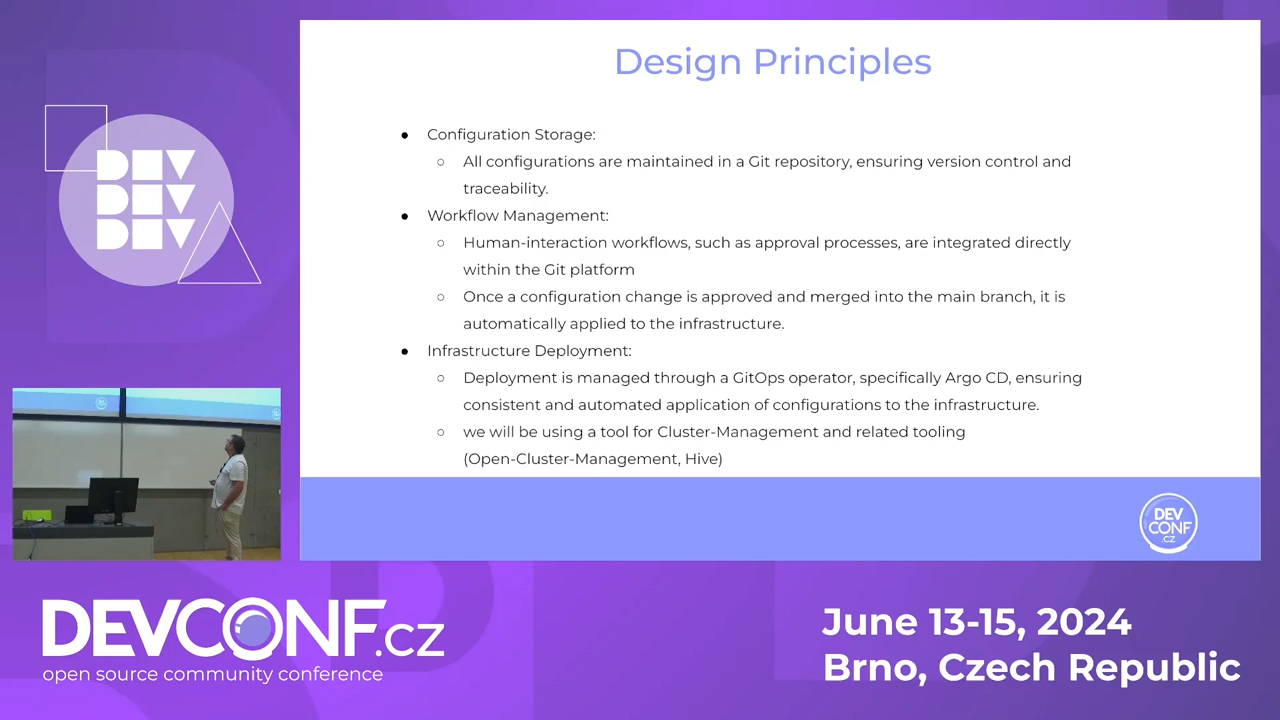 Design Principles
● Configuration Storage:
○ All configurations are maintained in a Git repository, ensuring version control and
traceability.
● Workflow Management:
○ Human-interaction workflows, such as approval processes, are integrated directly
within the Git platform
○ Once a configuration change is approved and merged into the main branch, it is
automatically applied to the infrastructure.
● Infrastructure Deployment:
○ Deployment is managed through a GitOps operator, specifically Argo CD, ensuring
consistent and automated application of configurations to the infrastructure.
○ we will be using a tool for Cluster-Management and related tooling
(Open-Cluster-Management, Hive)
DEV
CONF
.CZ
DEV
DEV
DEV
DEVCONF.cz
open source community conference
June 13-15, 2024
Brno, Czech Republic